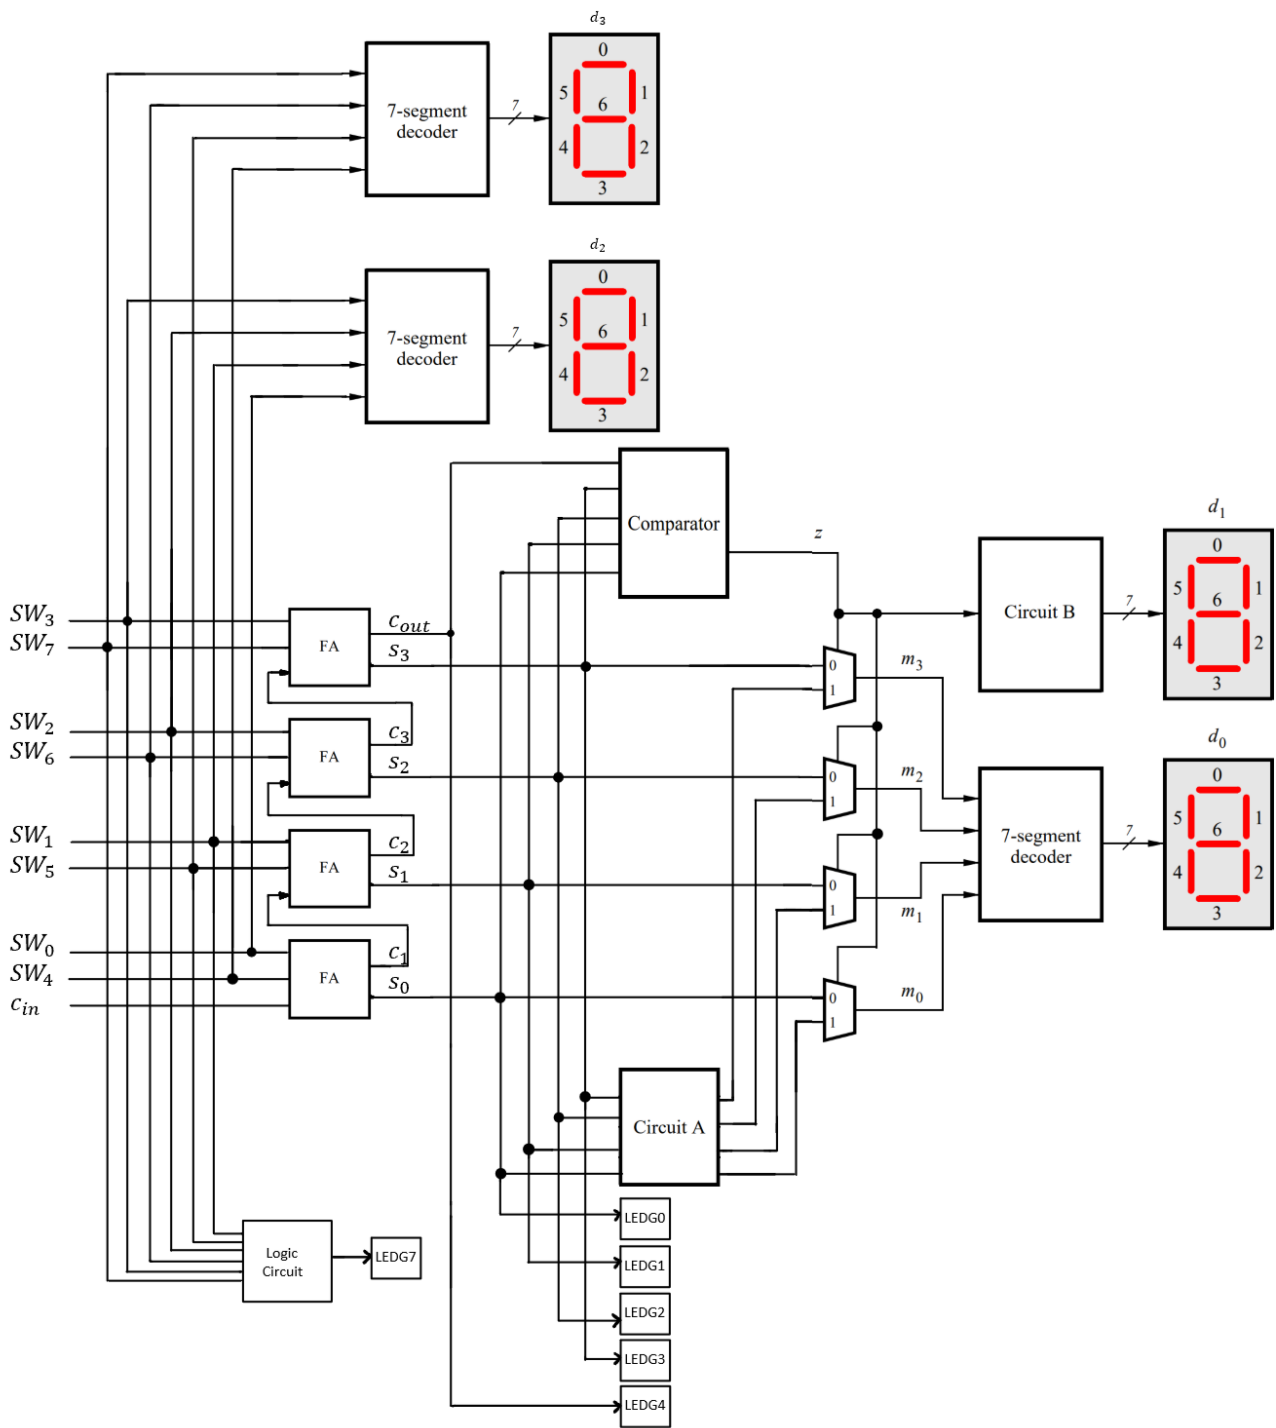 d3
7-segment
decoder
7
0
5
1
6
4
2
3
d2
7-segment
decoder
7
0
5
1
6
4
2
3
Comparator
z
d1
Circuit B
7
0
5
1
6
4
2
3
SW3
SW7
FA
cout
s3
0
1
m3
SW2
SW6
FA
c3
s2
0
1
m2
d0
7-segment
decoder
7
0
5
1
6
4
2
3
SW1
SW5
FA
c2
s1
0
1
m1
SW0
SW4
cin
FA
c1
s0
0
1
m0
Circuit A
LEDG0
LEDG1
LEDG2
LEDG3
LEDG4
Logic
Circuit
LEDG7